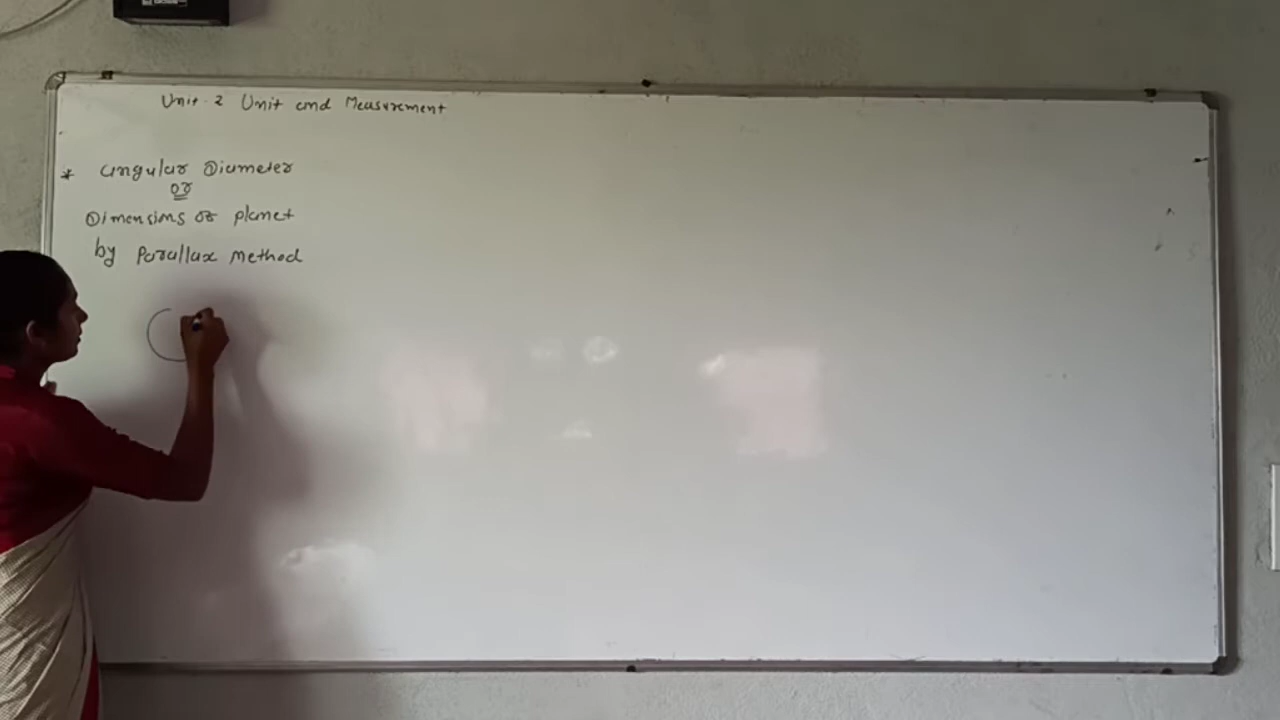 Unit-2 Unit and Measurement
* angular Diameter
or
Dimensions of planet
by Parallax Method